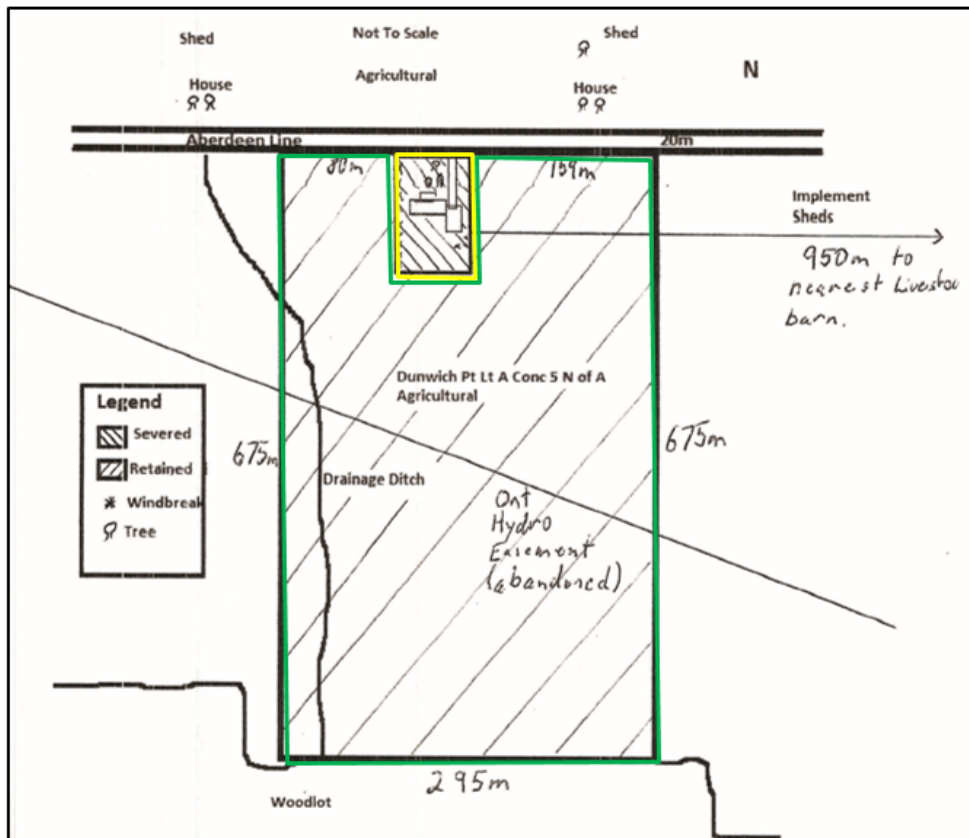 Shed
Not To Scale
Shed
Agricultural
N
House
House
Aberdeen Line
20m
80m
159m
Implement
Sheds
950m to
nearest Livestoc
barn.
Dunwich Pt Lt A Conc 5 N of A
Agricultural
Legend
Severed
Retained
Windbreak
Tree
675m
675m
Drainage Ditch
Ont
Hydro
Easement
(abandured)
295m
Woodlot